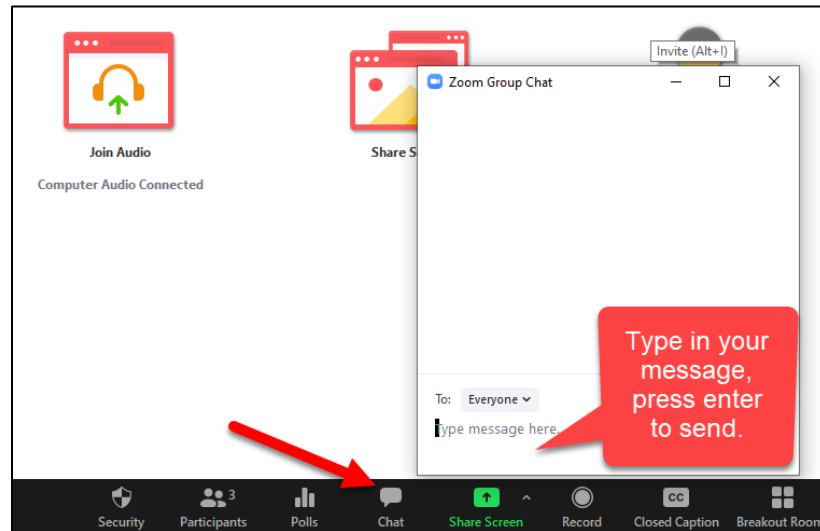 Invite (Alt+I)
Zoom Group Chat
Join Audio
Share S
Computer Audio Connected
Type in your
message,
press enter
to send.
To: Everyone
Type message here
3
CC
Security Participants Polls Chat Share Screen Record Closed Caption Breakout Room